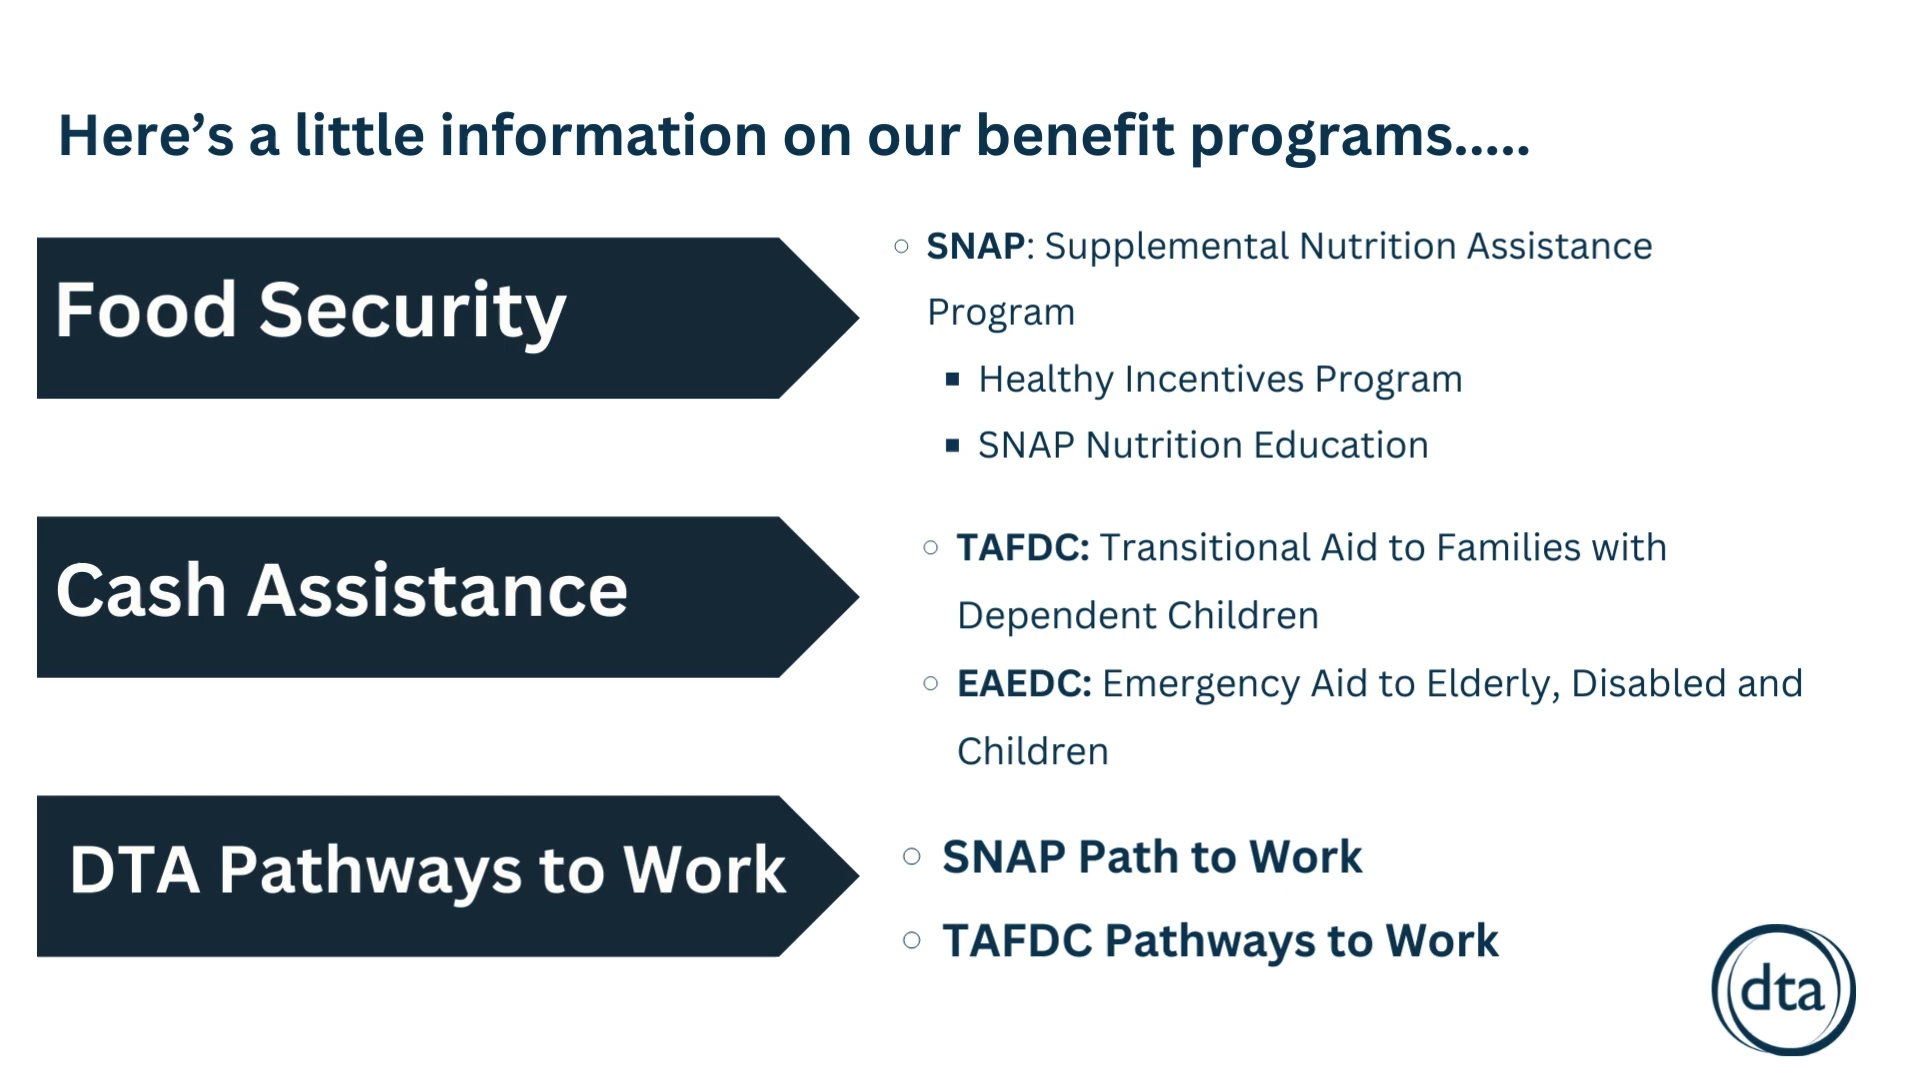 Here’s a little information on our benefit programs.....
Food Security
SNAP: Supplemental Nutrition Assistance
Program
Healthy Incentives Program
SNAP Nutrition Education
Cash Assistance
TAFDC: Transitional Aid to Families with
Dependent Children
EAEDC: Emergency Aid to Elderly, Disabled and
Children
DTA Pathways to Work
SNAP Path to Work
TAFDC Pathways to Work
dta